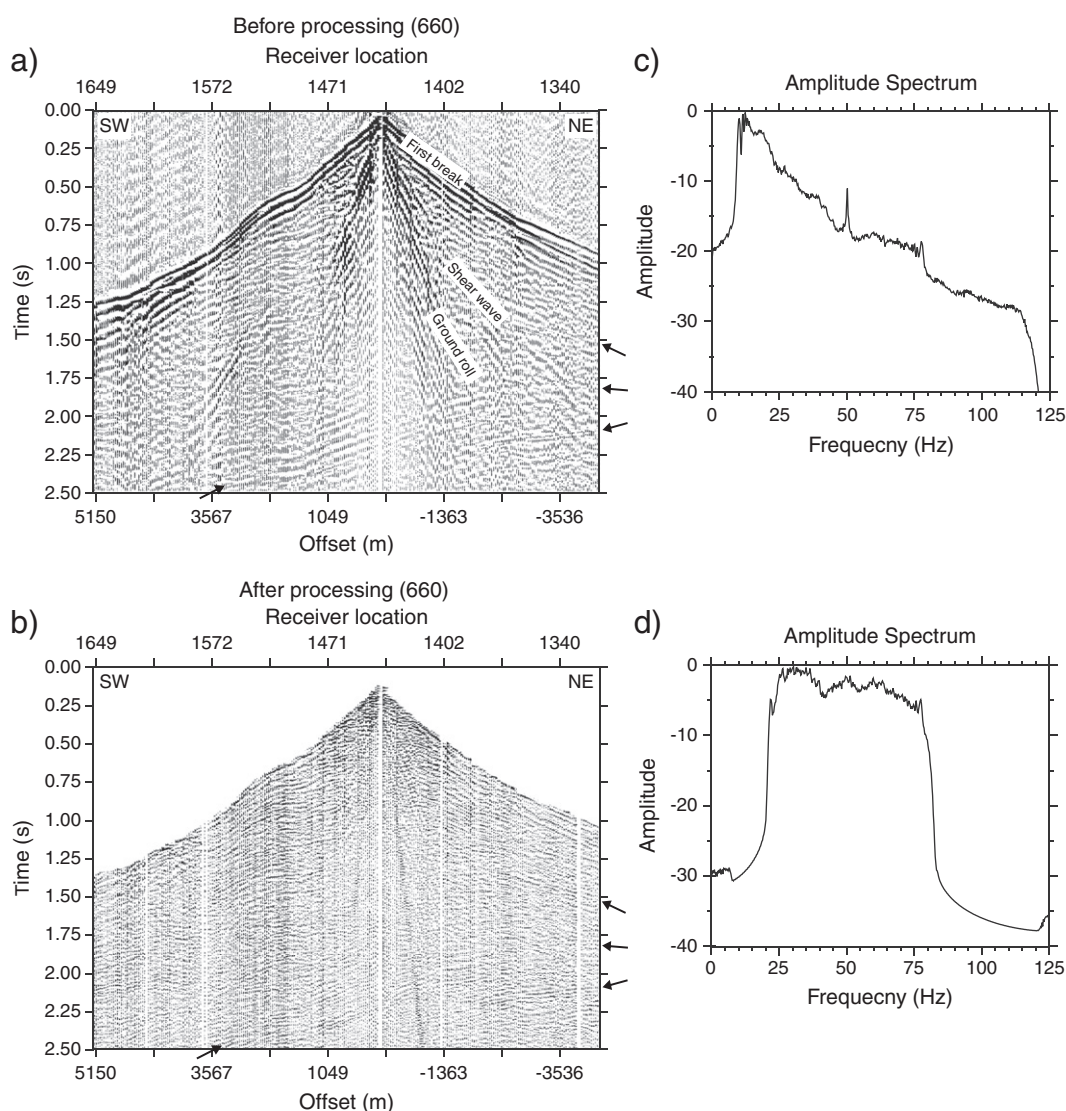 Before processing (660)
a)
Receiver location
1649 1572 1471 1402 1340
SW
NE
First break
Shear wave
Ground roll
0.00
0.25
0.50
0.75
1.00
1.25
1.50
1.75
2.00
2.25
2.50
Time (s)
5150 3567 1049 -1363 -3536
Offset (m)
c)
Amplitude Spectrum
0
-10
-20
-30
-40
Amplitude
0 25 50 75 100 125
Frequecny (Hz)
After processing (660)
b)
Receiver location
1649 1572 1471 1402 1340
SW
NE
0.00
0.25
0.50
0.75
1.00
1.25
1.50
1.75
2.00
2.25
2.50
Time (s)
5150 3567 1049 -1363 -3536
Offset (m)
d)
Amplitude Spectrum
0
-10
-20
-30
-40
Amplitude
0 25 50 75 100 125
Frequecny (Hz)